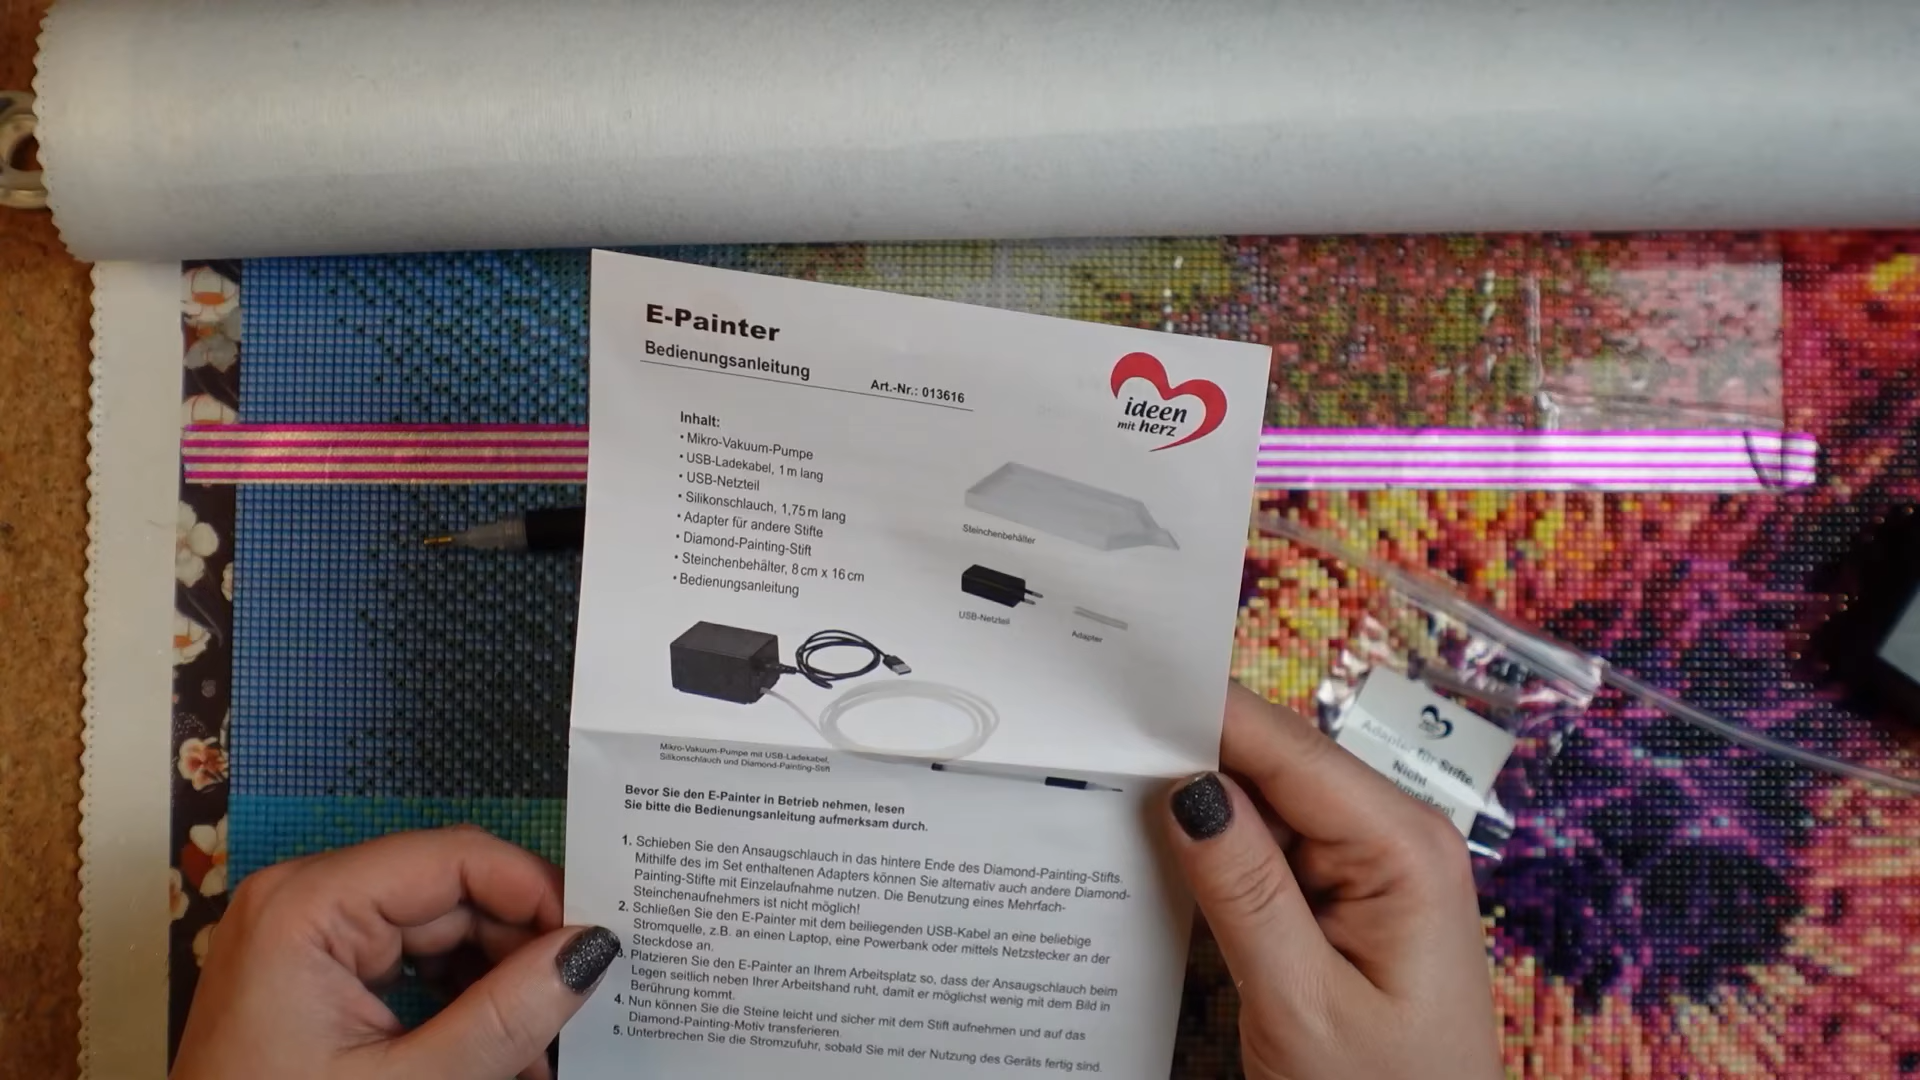 E-Painter
Bedienungsanleitung
Art.-Nr.: 013616
ideen
mit herz
Inhalt:
• Mikro-Vakuum-Pumpe
• USB-Ladekabel, 1 m lang
• USB-Netzteil
• Silikonschlauch, 1,75 m lang
• Adapter für andere Stifte
• Diamond-Painting-Stift
• Steinchenbehälter, 8 cm x 16 cm
• Bedienungsanleitung
Steinchenbehälter
USB-Netzteil
Adapter
Mikro-Vakuum-Pumpe mit USB-Ladekabel,
Silikonschlauch und Diamond-Painting-Stift
Bevor Sie den E-Painter in Betrieb nehmen, lesen
Sie bitte die Bedienungsanleitung aufmerksam durch.
1. Schieben Sie den Ansaugschlauch in das hintere Ende des Diamond-Painting-Stifts.
Mithilfe des im Set enthaltenen Adapters können Sie alternativ auch andere Diamond-
Painting-Stifte mit Einzelaufnahme nutzen. Die Benutzung eines Mehrfach-
Steinchenaufnehmers ist nicht möglich!
2. Schließen Sie den E-Painter mit dem beiliegenden USB-Kabel an eine beliebige
Stromquelle, z.B. an einen Laptop, eine Powerbank oder mittels Netzstecker an der
Steckdose an.
3. Platzieren Sie den E-Painter an Ihrem Arbeitsplatz so, dass der Ansaugschlauch beim
Legen seitlich neben Ihrer Arbeitshand ruht, damit er möglichst wenig mit dem Bild in
Berührung kommt.
4. Nun können Sie die Steine leicht und sicher mit dem Stift aufnehmen und auf das
Diamond-Painting-Motiv transferieren.
5. Unterbrechen Sie die Stromzufuhr, sobald Sie mit der Nutzung des Geräts fertig sind.
Adapter für Stifte.
Nicht